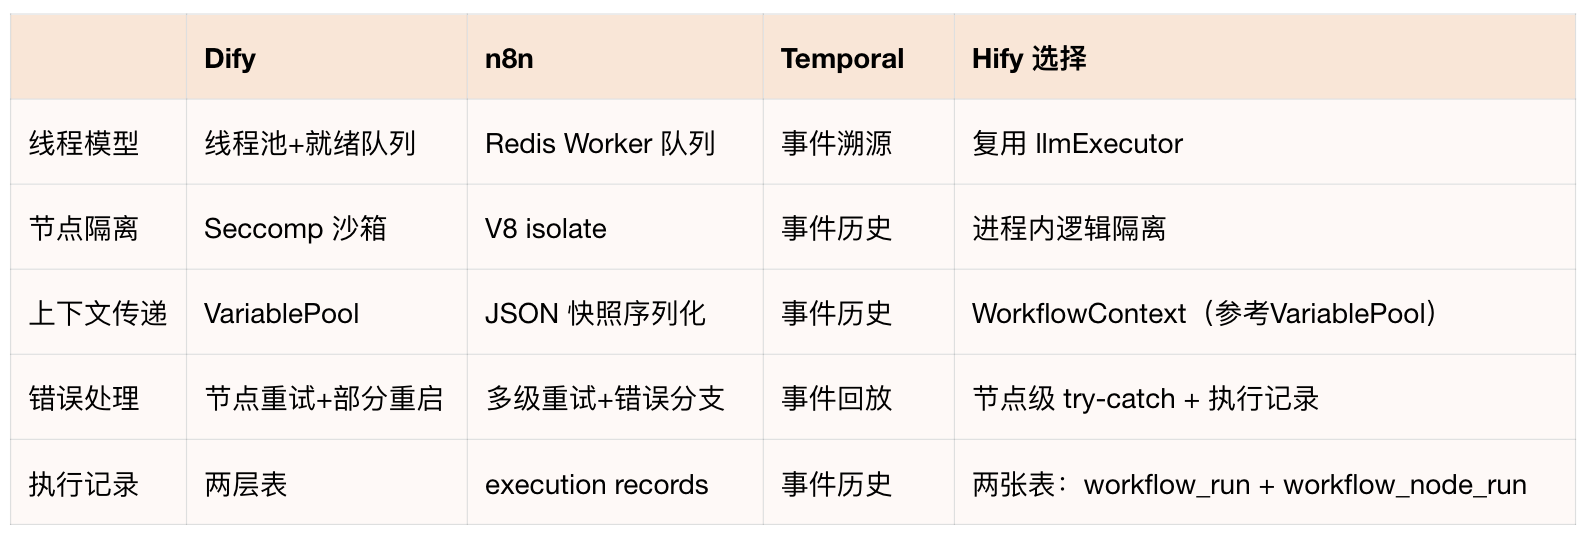 Dify n8n Temporal Hify 选择
线程模型 线程池+就绪队列 Redis Worker 队列 事件溯源 复用 llmExecutor
节点隔离 Seccomp 沙箱 V8 isolate 事件历史 进程内逻辑隔离
上下文传递 VariablePool JSON 快照序列化 事件历史 WorkflowContext（参考VariablePool）
错误处理 节点重试+部分重启 多级重试+错误分支 事件回放 节点级 try-catch + 执行记录
执行记录 两层表 execution records 事件历史 两张表：workflow_run + workflow_node_run